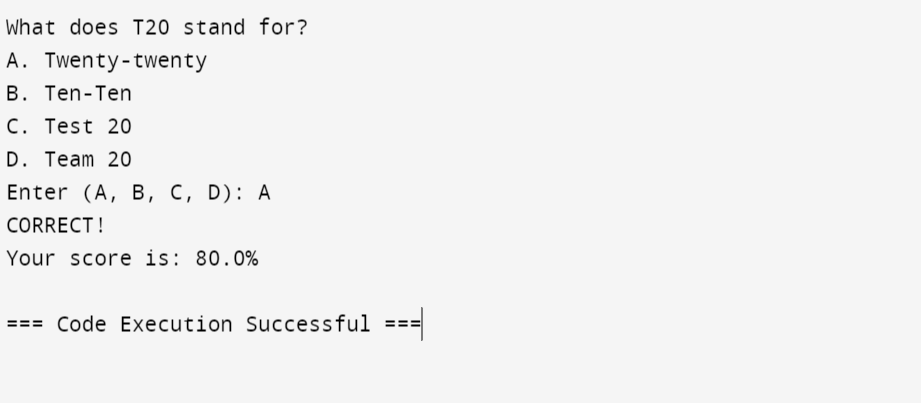 What does T20 stand for?
A. Twenty-twenty
B. Ten-Ten
C. Test 20
D. Team 20
Enter (A, B, C, D): A
CORRECT!
Your score is: 80.0%
=== Code Execution Successful ===